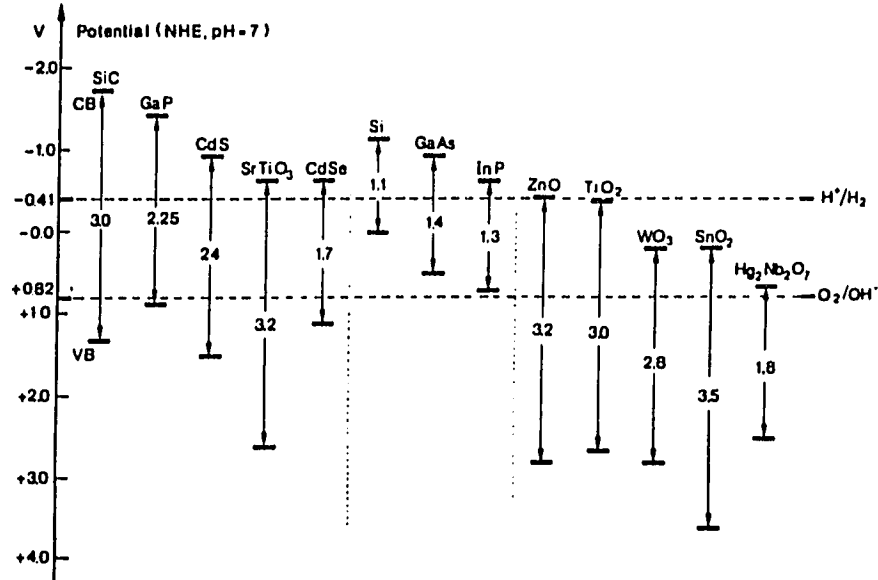 V Potential (NHE, pH=7)
-2.0
SiC
CB
GaP
Si
-1.0
CdS
GaAs
SrTiO3 CdSe
InP
ZnO TiO2
1.1
-0.41
H+/H2
3.0
2.25
1.4
-0.0
1.3
WO3 SnO2
24
1.7
Hg2Nb2O7
+0.82
O2/OH-
+1.0
3.2
3.2
3.0
VB
2.8
1.8
+2.0
3.5
+3.0
+4.0